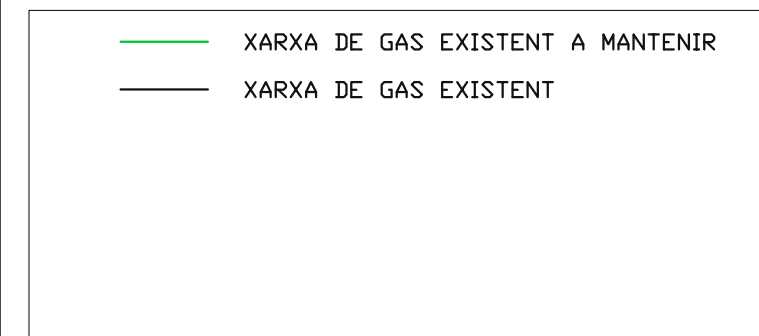 XARXA DE GAS EXISTENT A MANTENIR
XARXA DE GAS EXISTENT